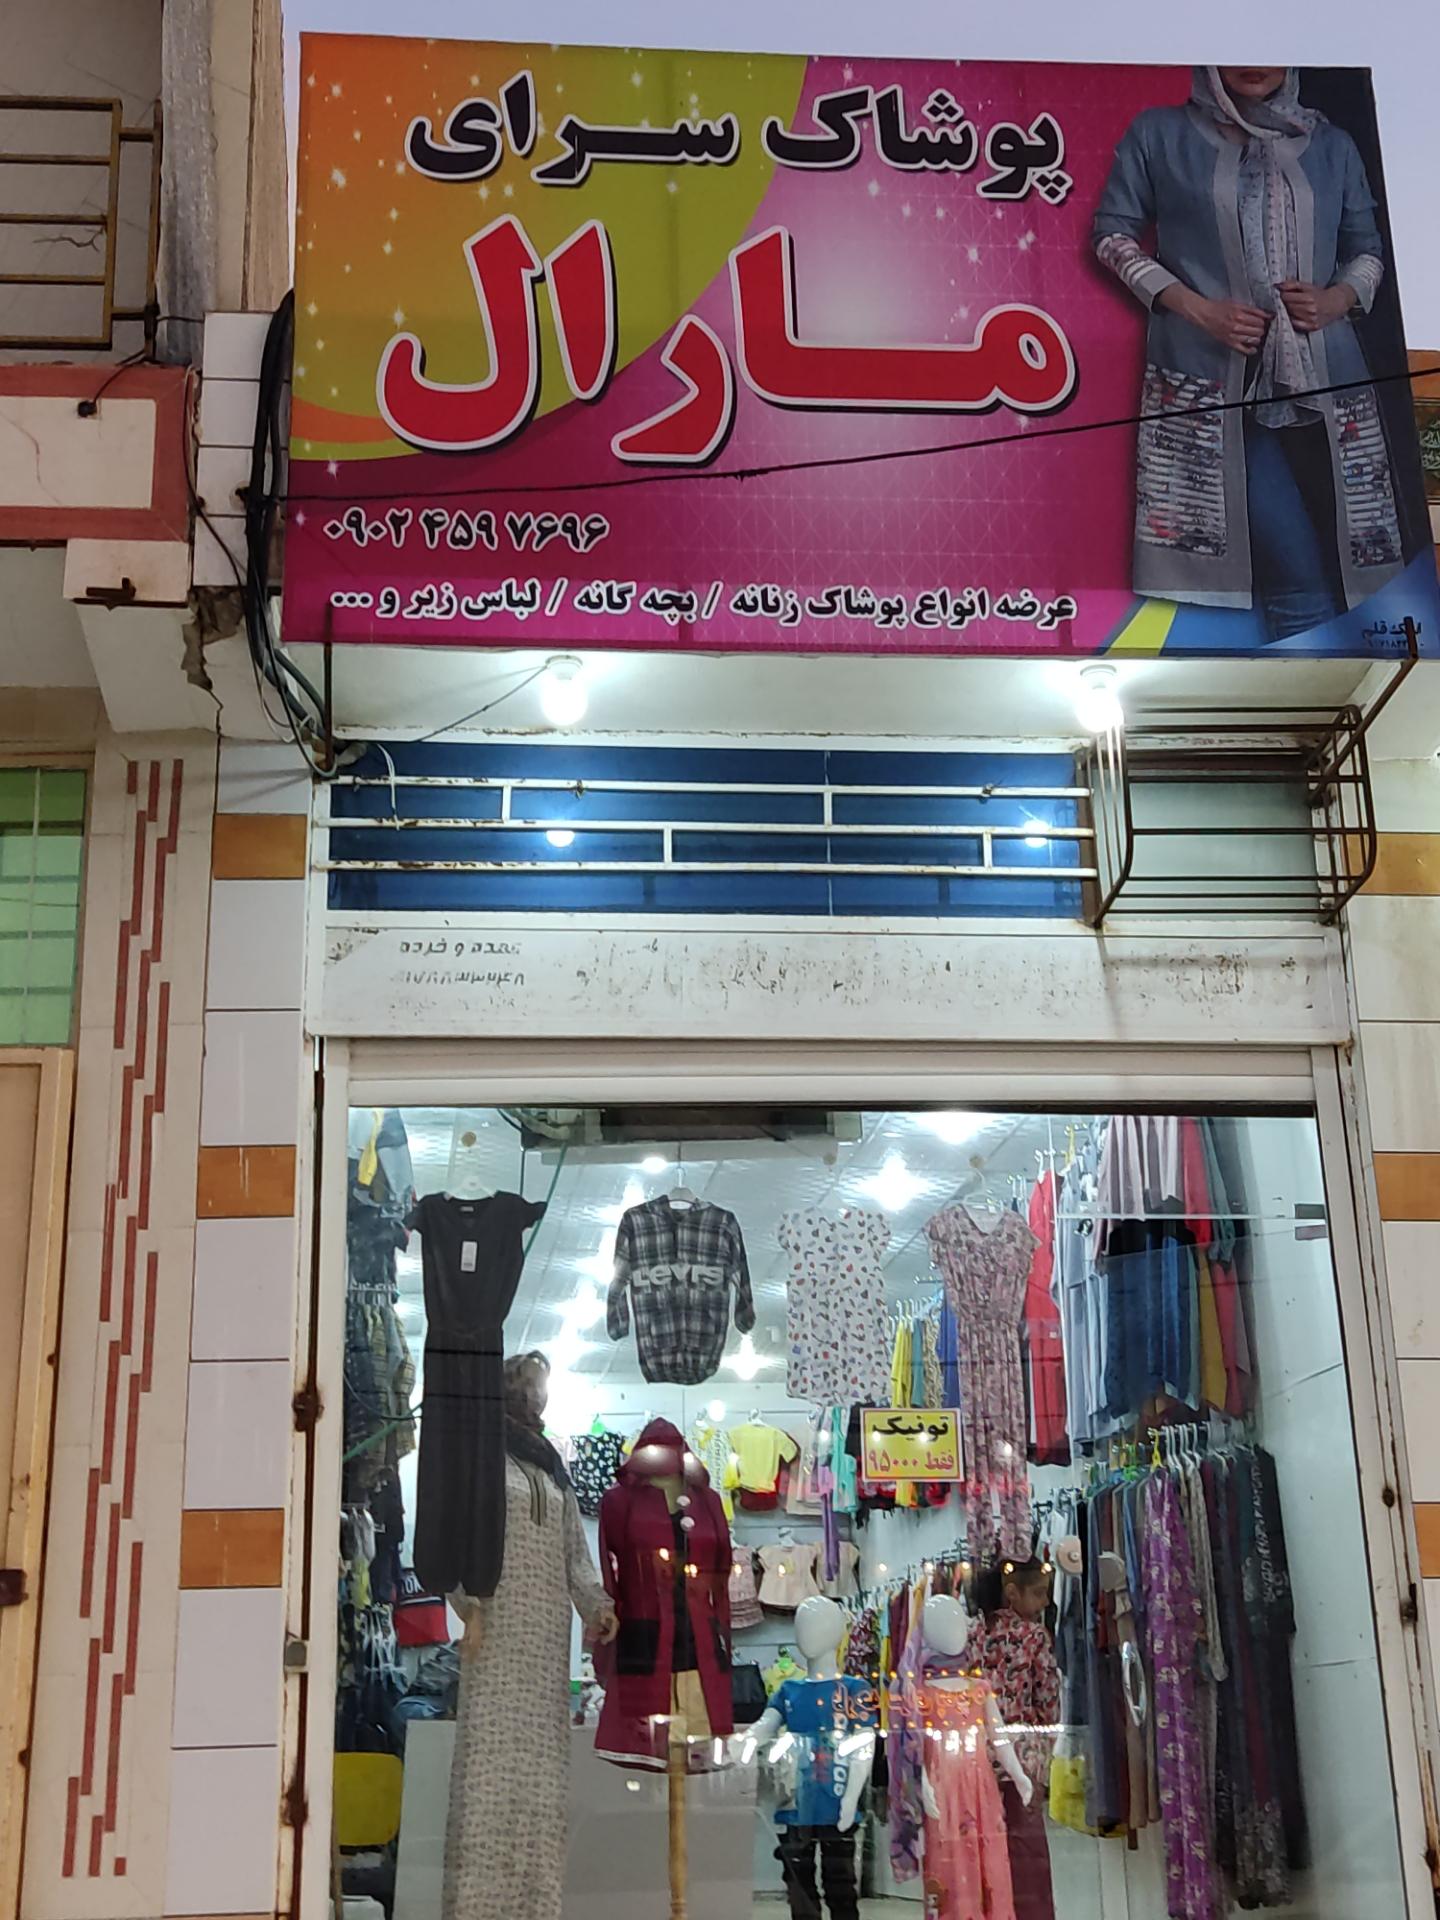 پوشاک سرای
مارال
۰۹۰۲ ۴۵۹ ۷۶۹۶
عرضه انواع پوشاک زنانه / بچه گانه / لباس زیر و ...
عمده و خرده
LEVI'S
تونیک
فقط ۹۵۰۰۰